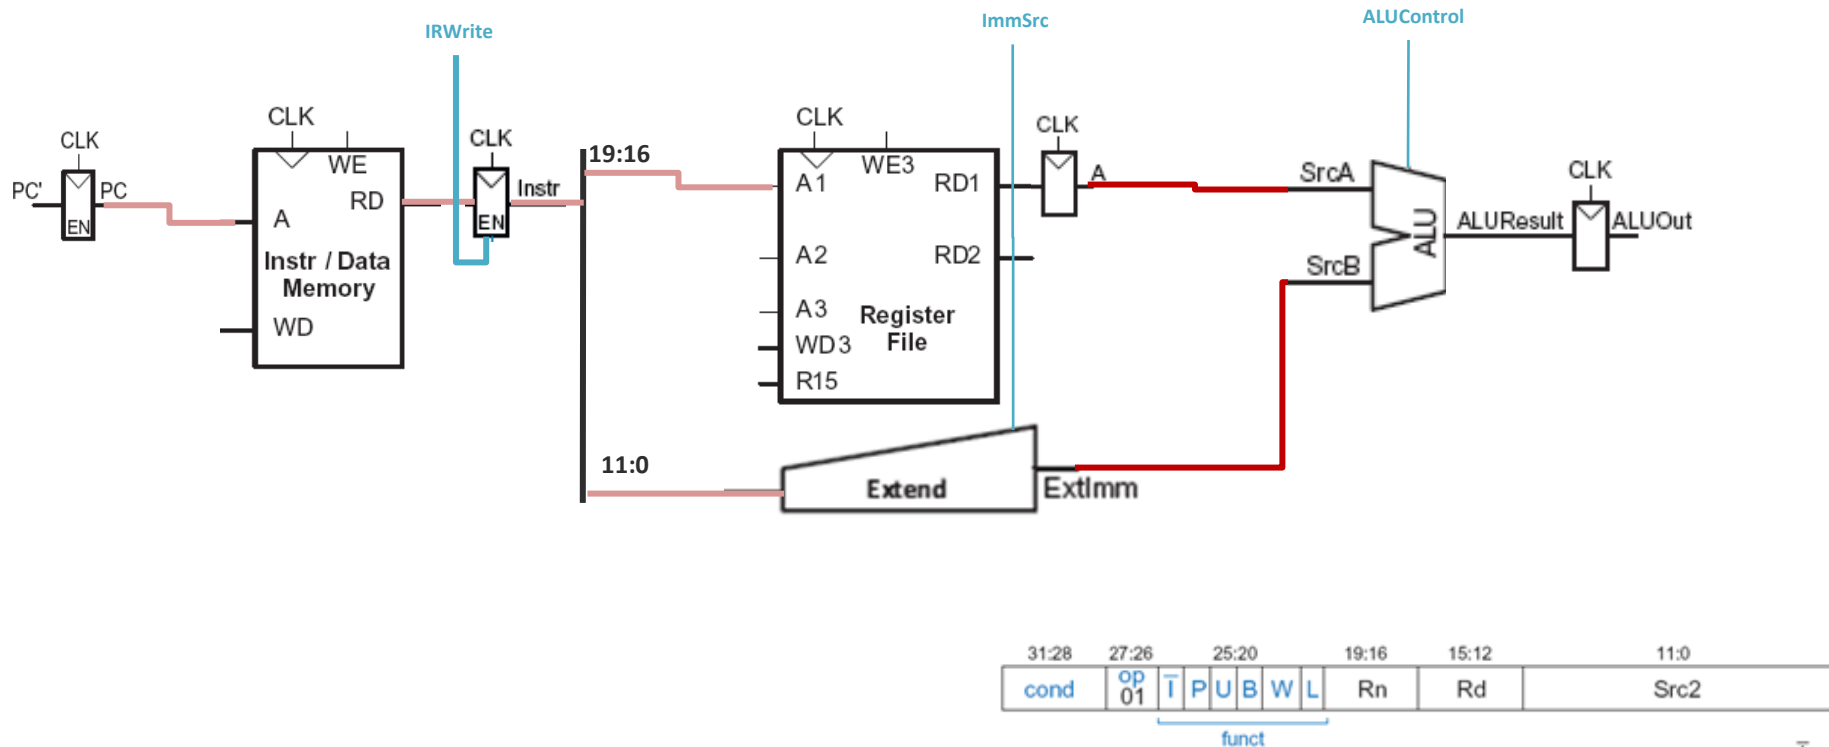 IRWrite
ImmSrc
ALUControl
CLK
CLK
CLK
CLK
CLK
CLK
PC'
PC
EN
WE
RD
A
Instr / Data
Memory
WD
EN
Instr
19:16
A1
WE3
RD1
A2
RD2
A3
Register
File
WD3
R15
A
SrcA
SrcB
ALU
ALUResult
ALUOut
11:0
Extend
ExtImm
31:28 27:26 25:20 19:16 15:12 11:0
cond op 01 I P U B W L Rn Rd Src2
funct